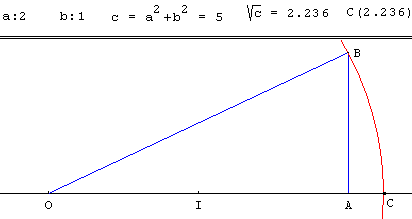 a:2 b:1 c = a²+b² = 5 √c = 2.236 C(2.236)
B
O I A C